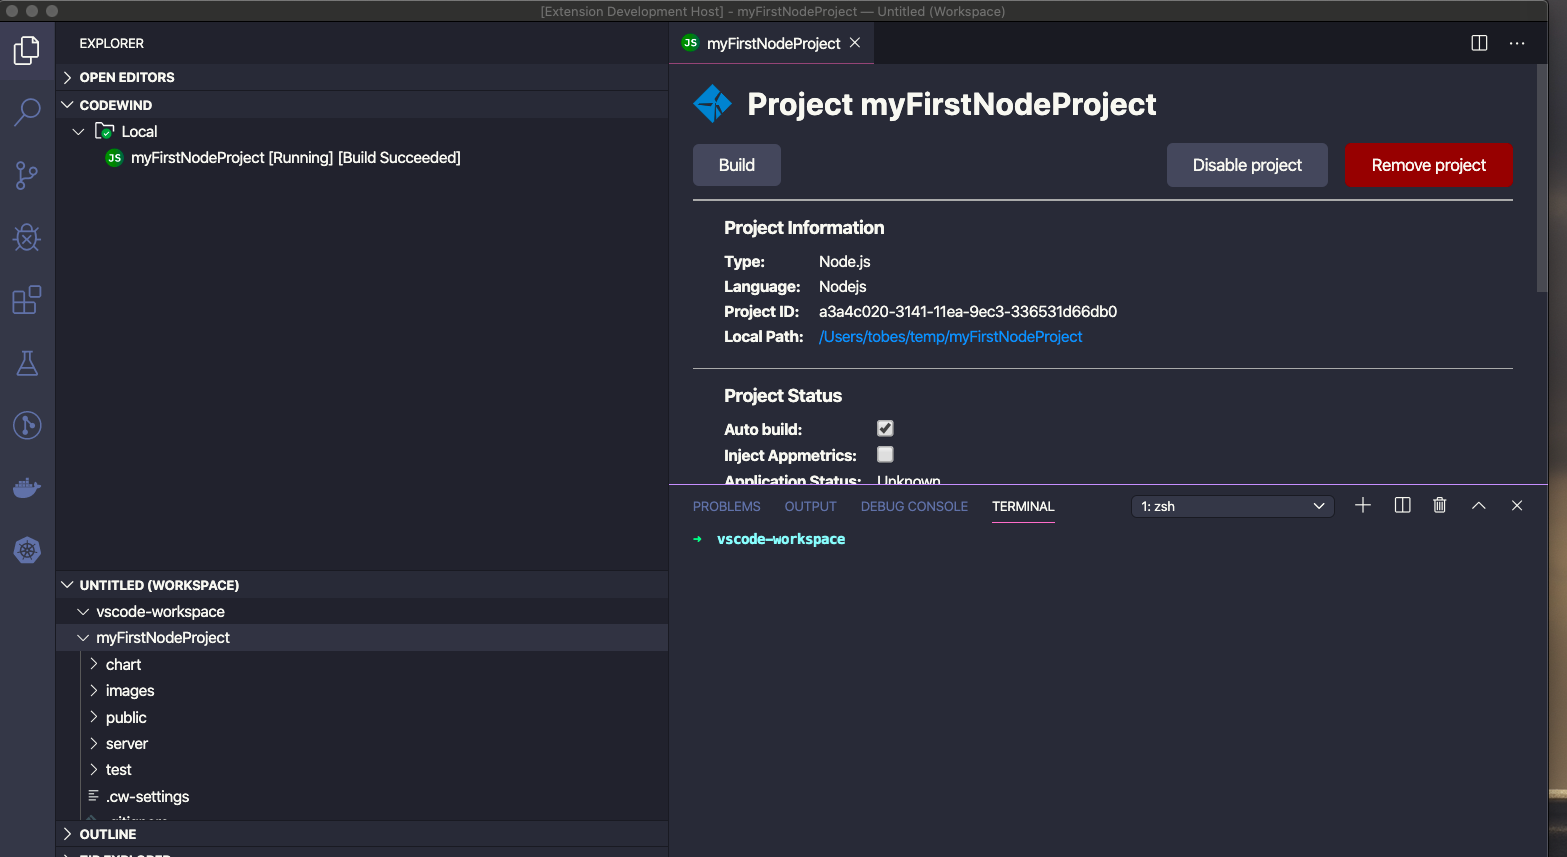 [Extension Development Host] - myFirstNodeProject — Untitled (Workspace)
EXPLORER
OPEN EDITORS
CODEWIND
Local
JS myFirstNodeProject [Running] [Build Succeeded]
UNTITLED (WORKSPACE)
vscode-workspace
myFirstNodeProject
chart
images
public
server
test
.cw-settings
OUTLINE
JS myFirstNodeProject
Project myFirstNodeProject
Build Disable project Remove project
Project Information
Type: Node.js
Language: Nodejs
Project ID: a3a4c020-3141-11ea-9ec3-336531d66db0
Local Path: /Users/tobes/temp/myFirstNodeProject
Project Status
Auto build:
Inject Appmetrics:
Application Status: Unknown
PROBLEMS OUTPUT DEBUG CONSOLE TERMINAL 1: zsh
➜ vscode-workspace